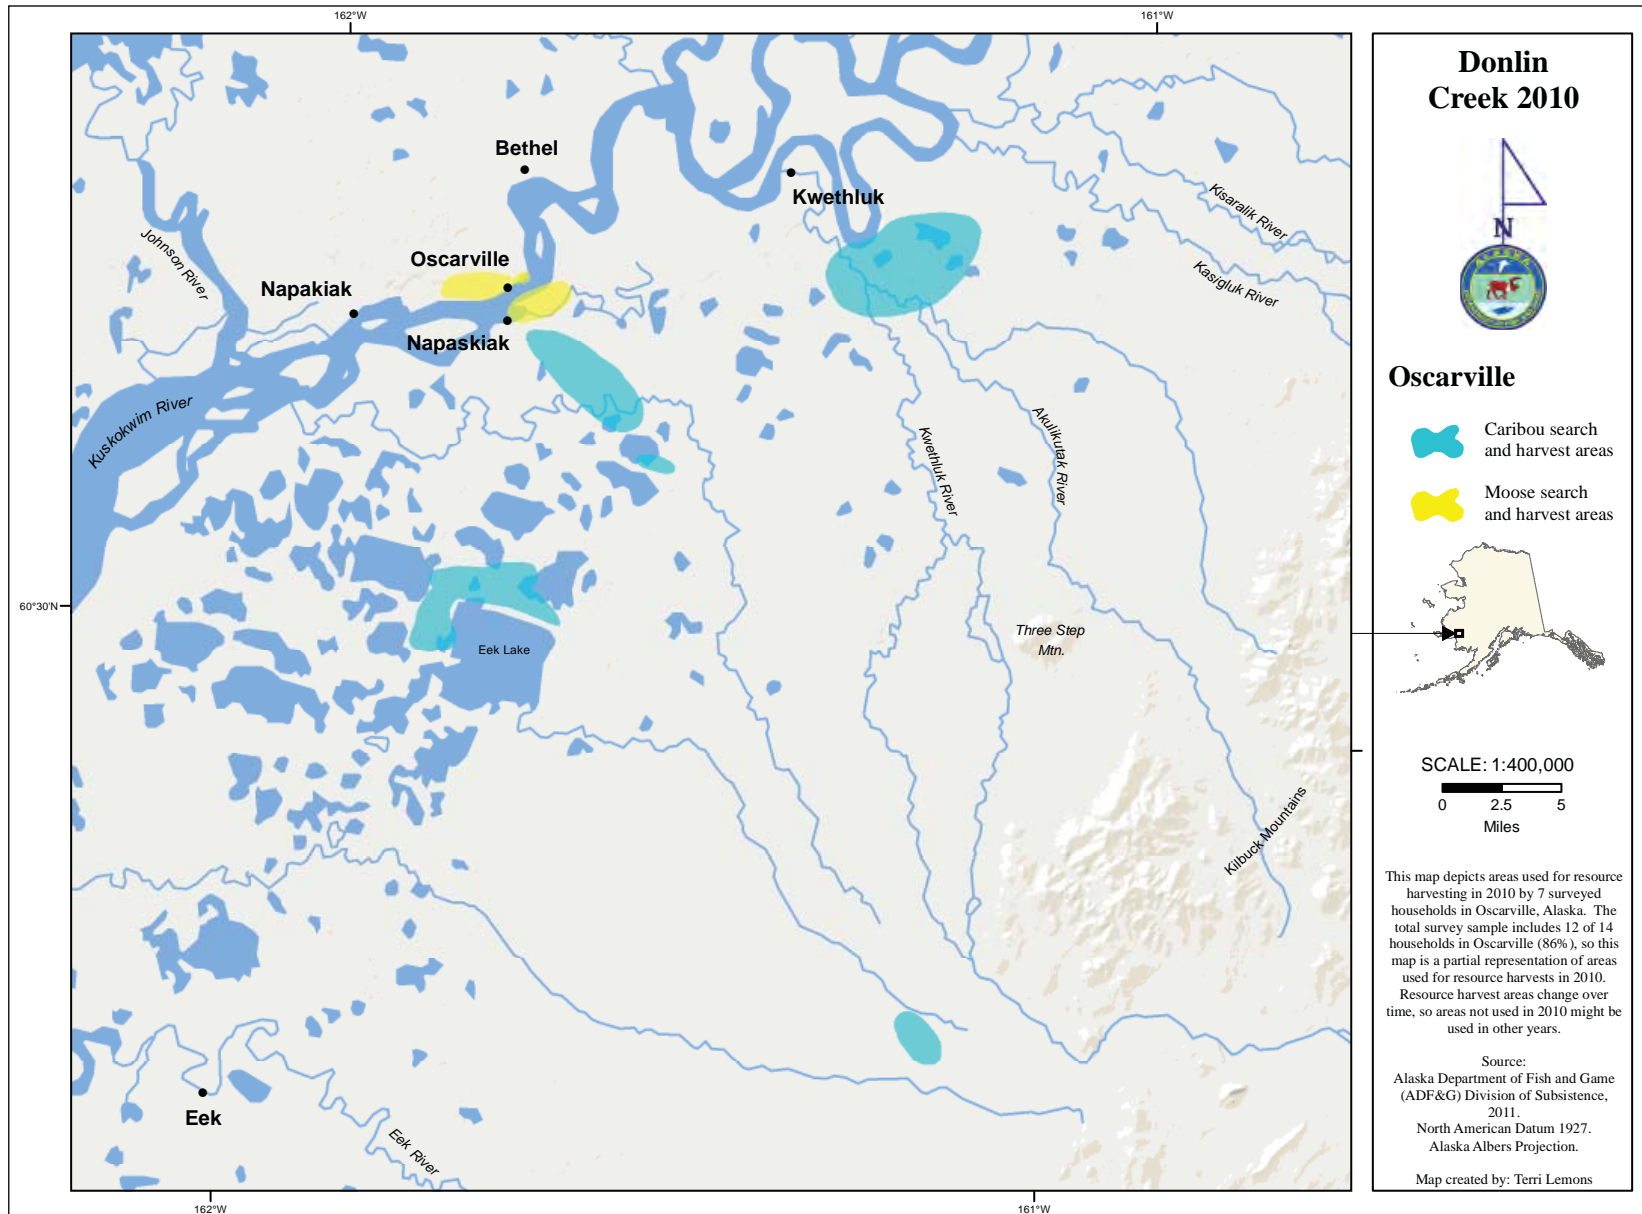 162°W
161°W
Bethel
Kwethluk
Kisaralik River
Johnson River
Oscarville
Kasigluk River
Napakiak
Napaskiak
Kuskokwim River
Akulikutak River
Kwethluk River
60°30'N
Three Step
Mtn.
Eek Lake
Kilbuck Mountains
Eek
Eek River
162°W
161°W
Donlin
Creek 2010
N
ALASKA
Oscarville
Caribou search
and harvest areas
Moose search
and harvest areas
SCALE: 1:400,000
0 2.5 5
Miles
This map depicts areas used for resource
harvesting in 2010 by 7 surveyed
households in Oscarville, Alaska. The
total survey sample includes 12 of 14
households in Oscarville (86%), so this
map is a partial representation of areas
used for resource harvests in 2010.
Resource harvest areas change over
time, so areas not used in 2010 might be
used in other years.
Source:
Alaska Department of Fish and Game
(ADF&G) Division of Subsistence,
2011.
North American Datum 1927.
Alaska Albers Projection.
Map created by: Terri Lemons